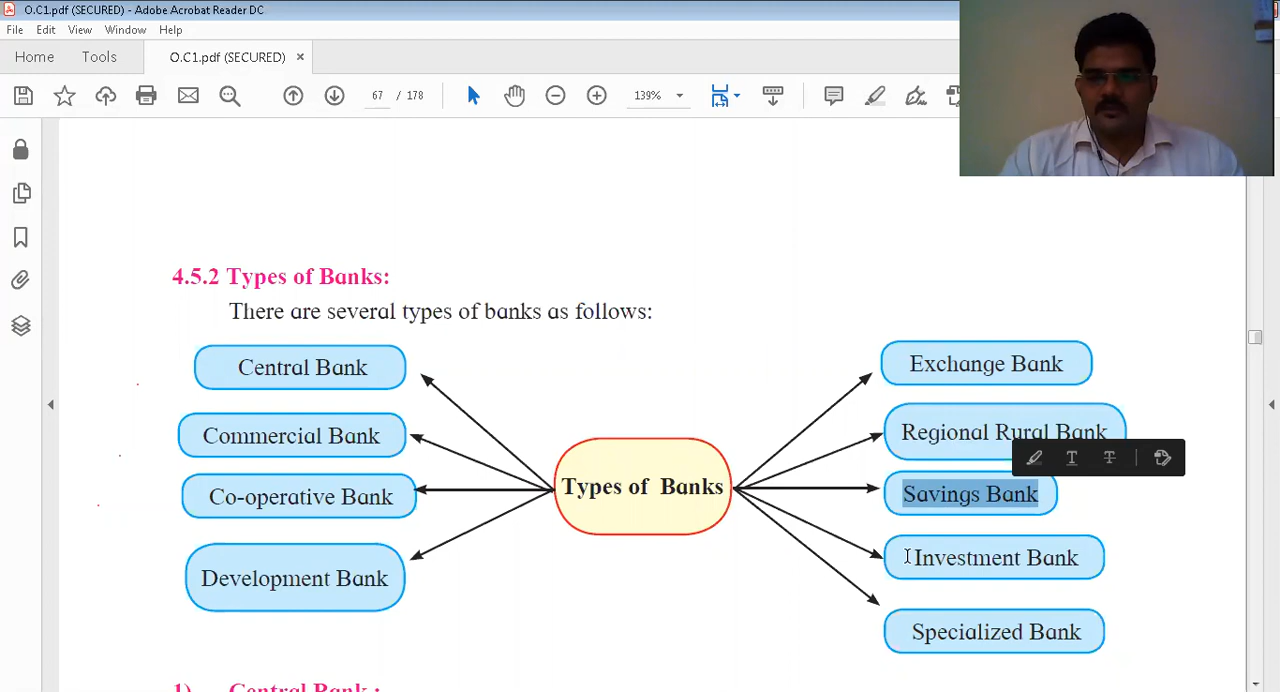 O.C1.pdf (SECURED) - Adobe Acrobat Reader DC
File Edit View Window Help
Home Tools O.C1.pdf (SECURED) ×
67 / 178 139%
4.5.2 Types of Banks:
There are several types of banks as follows:
Central Bank
Commercial Bank
Co-operative Bank
Development Bank
Types of Banks
Exchange Bank
Regional Rural Bank
Savings Bank
Investment Bank
Specialized Bank
1) Central Bank :